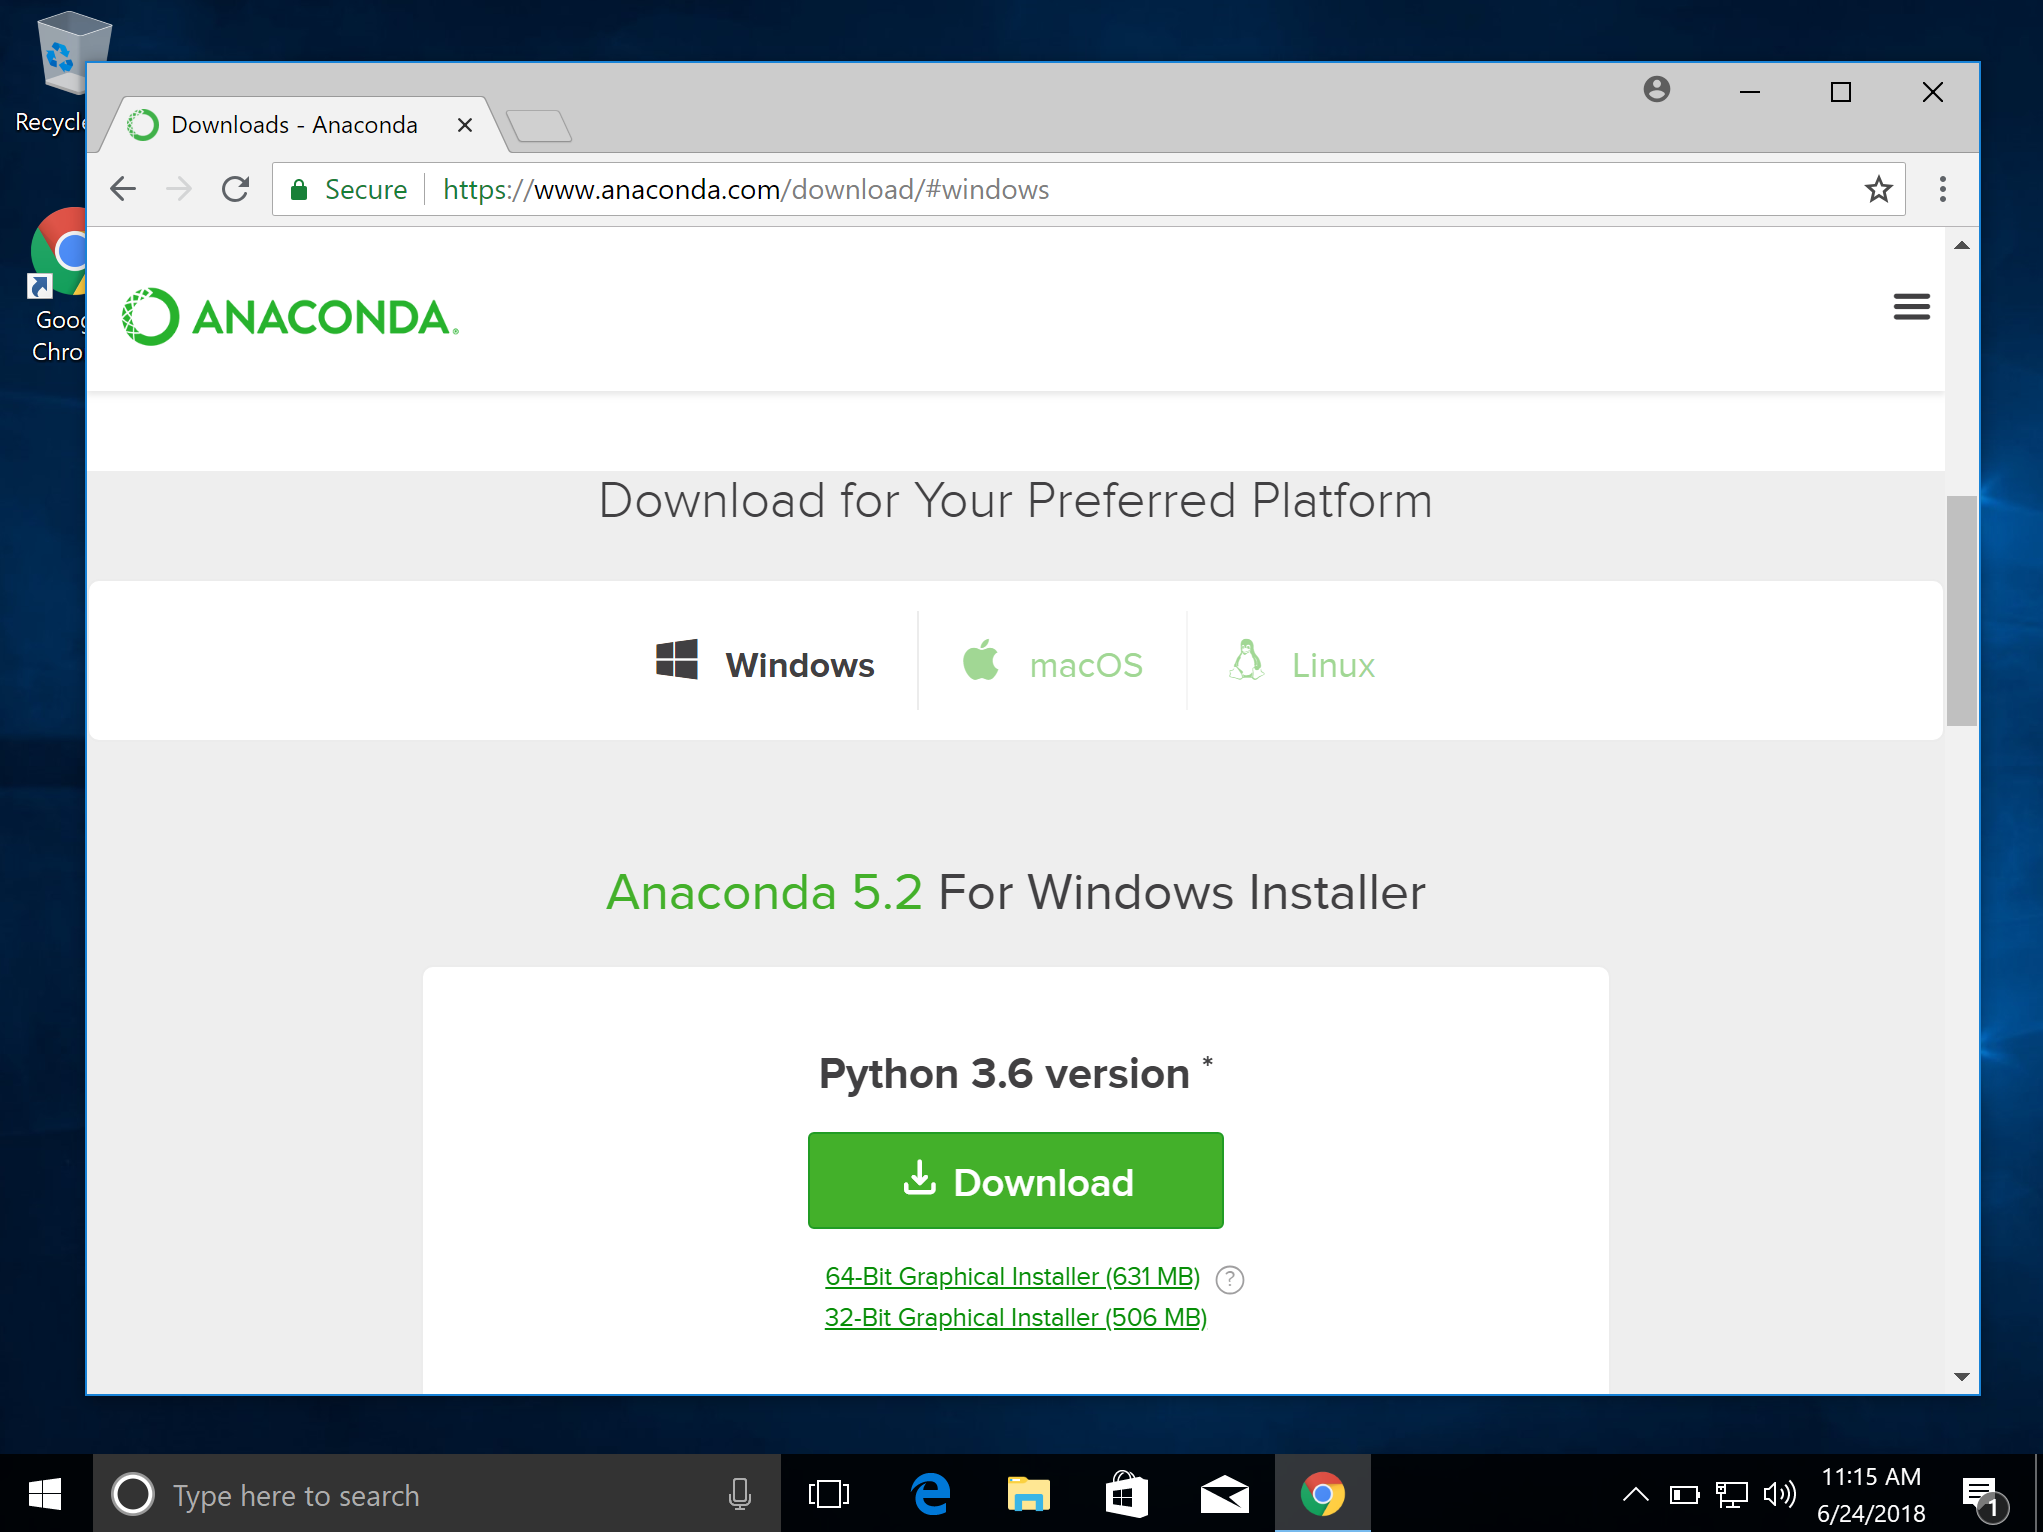 Recycle
Goog
Chro
Downloads - Anaconda
Secure
https://www.anaconda.com/download/#windows
ANACONDA.
Download for Your Preferred Platform
Windows
macOS
Linux
Anaconda 5.2 For Windows Installer
Python 3.6 version *
Download
64-Bit Graphical Installer (631 MB) ?
32-Bit Graphical Installer (506 MB)
Type here to search
11:15 AM
6/24/2018
1